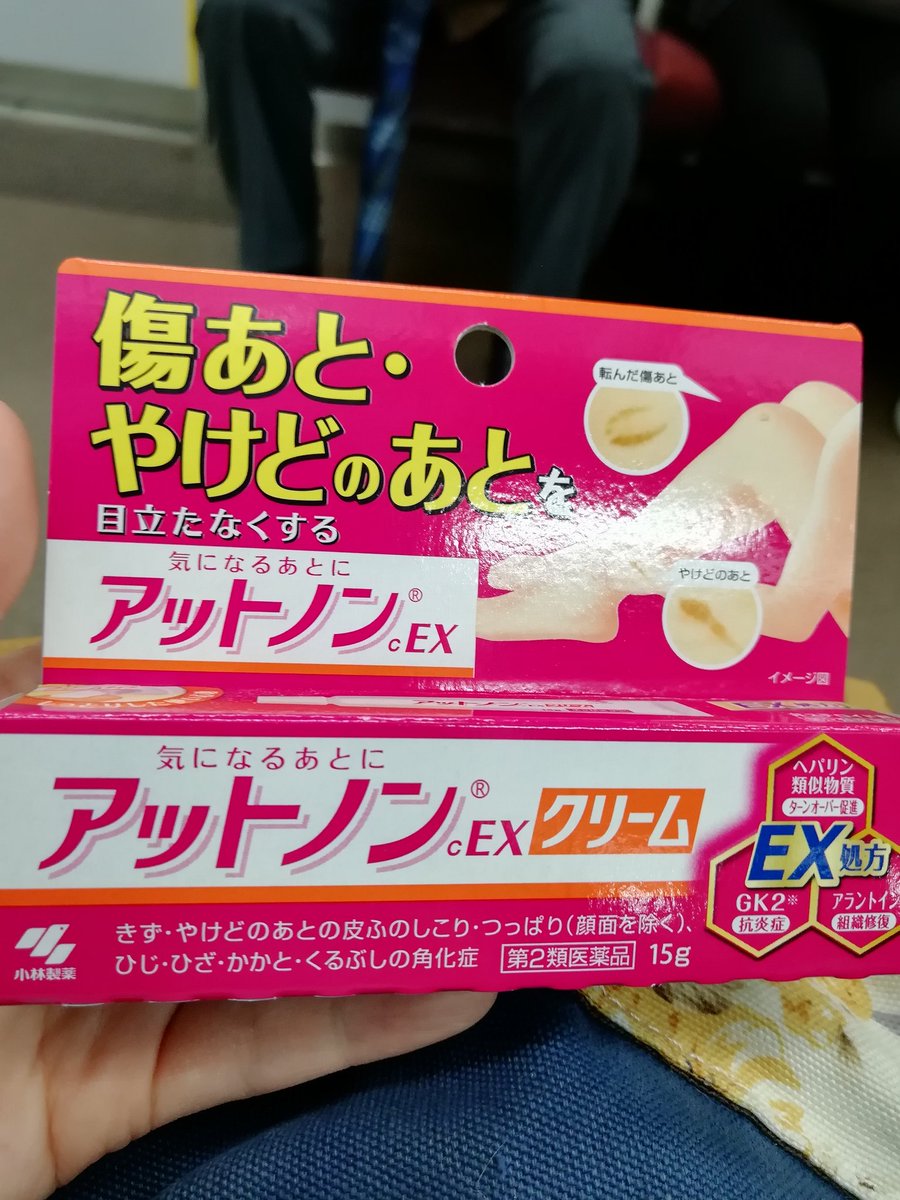 傷あと・
やけどのあとを
目立たなくする
転んだ傷あと
やけどのあと
イメージ図
気になるあとに
アットノン®cEX
気になるあとに
アットノン®cEX クリーム
ヘパリン
類似物質
ターンオーバー促進
EX処方
GK2※
抗炎症
アラントイン
組織修復
きず・やけどのあとの皮ふのしこり・つっぱり(顔面を除く)、
ひじ・ひざ・かかと・くるぶしの角化症 第2類医薬品 15g
小林製薬